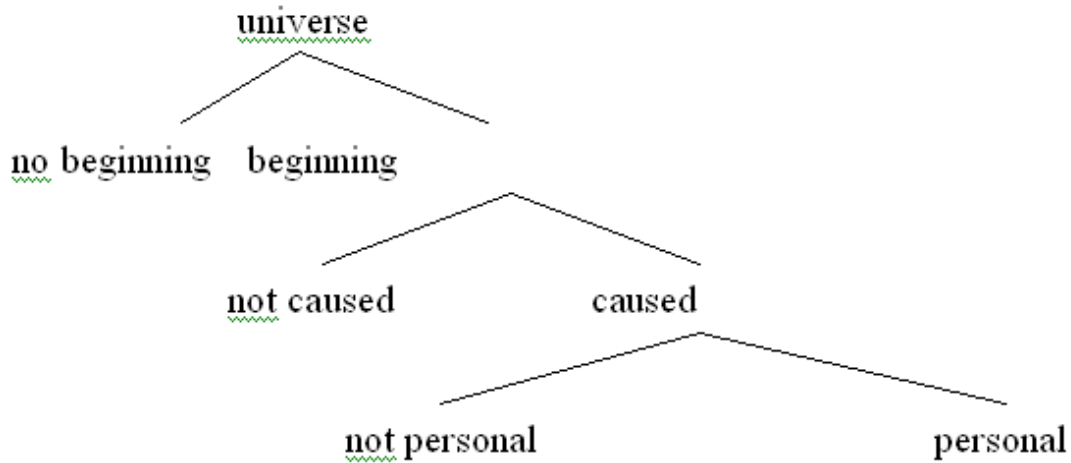 universe
no beginning beginning
not caused caused
not personal personal